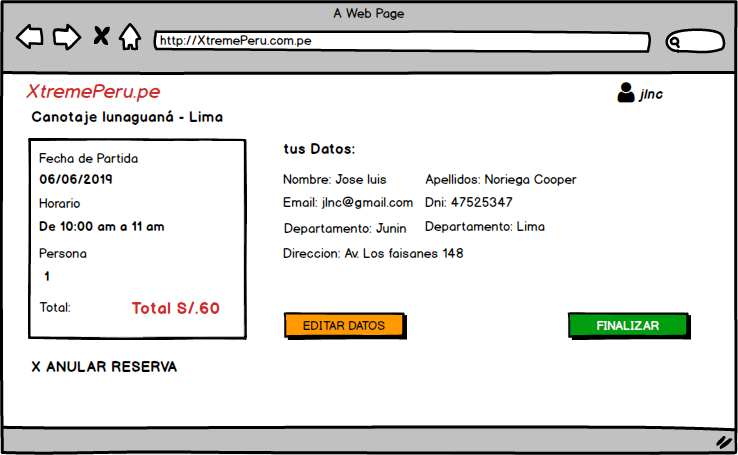 A Web Page
http://XtremePeru.com.pe
XtremePeru.pe
jlnc
Canotaje lunaguaná - Lima
Fecha de Partida
06/06/2019
Horario
De 10:00 am a 11 am
Persona
1
Total: Total S/.60
X ANULAR RESERVA
tus Datos:
Nombre: Jose luis Apellidos: Noriega Cooper
Email: jlnc@gmail.com Dni: 47525347
Departamento: Junin Departamento: Lima
Direccion: Av. Los faisanes 148
EDITAR DATOS FINALIZAR